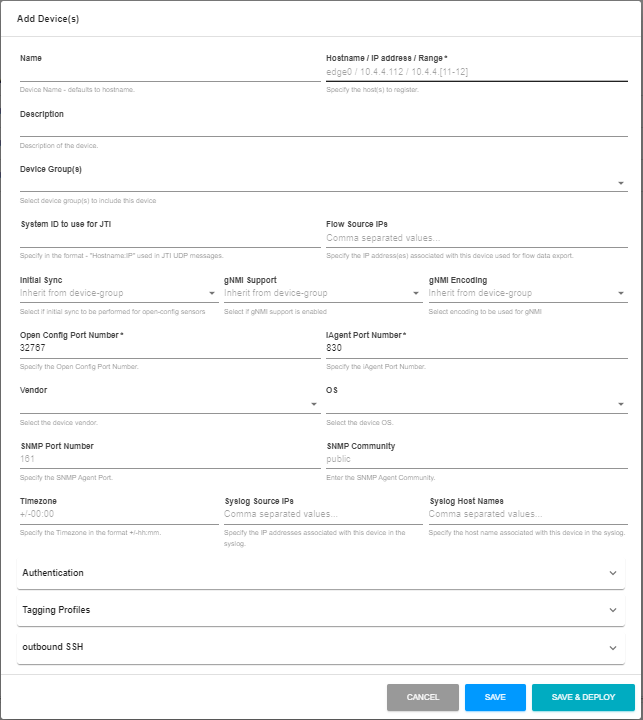 Add Device(s)
Name
Hostname / IP address / Range*
edge0 / 10.4.4.112 / 10.4.4.[11-12]
Device Name - defaults to hostname.
Specify the host(s) to register.
Description
Description of the device.
Device Group(s)
Select device group(s) to include this device
System ID to use for JTI
Flow Source IPs
Comma separated values...
Specify in the format - "Hostname:IP" used in JTI UDP messages.
Specify the IP address(es) associated with this device used for flow data export.
Initial Sync
gNMI Support
gNMI Encoding
Inherit from device-group
Inherit from device-group
Inherit from device-group
Select if initial sync to be performed for open-config sensors
Select if gNMI support is enabled
Select encoding to be used for gNMI
Open Config Port Number*
iAgent Port Number*
32767
830
Specify the Open Config Port Number.
Specify the iAgent Port Number.
Vendor
OS
Select the device vendor.
Select the device OS.
SNMP Port Number
SNMP Community
161
public
Specify the SNMP Agent Port.
Enter the SNMP Agent Community.
Timezone
Syslog Source IPs
Syslog Host Names
+/-00:00
Comma separated values...
Comma separated values...
Specify the Timezone in the format +/-hh:mm.
Specify the IP addresses associated with this device in the
syslog.
Specify the host name associated with this device in the syslog.
Authentication
Tagging Profiles
outbound SSH
CANCEL
SAVE
SAVE & DEPLOY